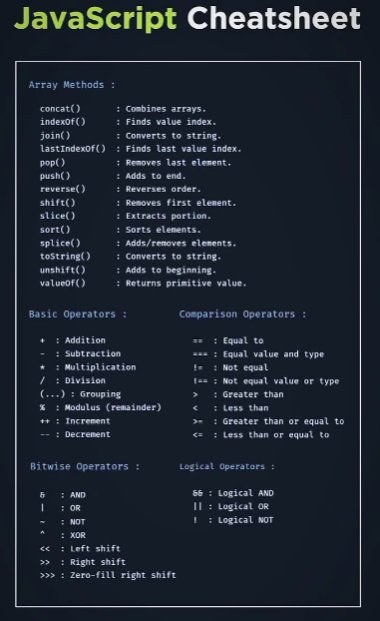 JavaScript Cheatsheet
Array Methods :
concat() : Combines arrays.
indexOf() : Finds value index.
join() : Converts to string.
lastIndexOf() : Finds last value index.
pop() : Removes last element.
push() : Adds to end.
reverse() : Reverses order.
shift() : Removes first element.
slice() : Extracts portion.
sort() : Sorts elements.
splice() : Adds/removes elements.
toString() : Converts to string.
unshift() : Adds to beginning.
valueOf() : Returns primitive value.
Basic Operators :
+ : Addition
- : Subtraction
* : Multiplication
/ : Division
(...) : Grouping
% : Modulus (remainder)
++ : Increment
-- : Decrement
Comparison Operators :
== : Equal to
=== : Equal value and type
!= : Not equal
!== : Not equal value or type
> : Greater than
< : Less than
>= : Greater than or equal to
<= : Less than or equal to
Bitwise Operators :
& : AND
| : OR
~ : NOT
^ : XOR
<< : Left shift
>> : Right shift
>>> : Zero-fill right shift
Logical Operators :
&& : Logical AND
|| : Logical OR
! : Logical NOT